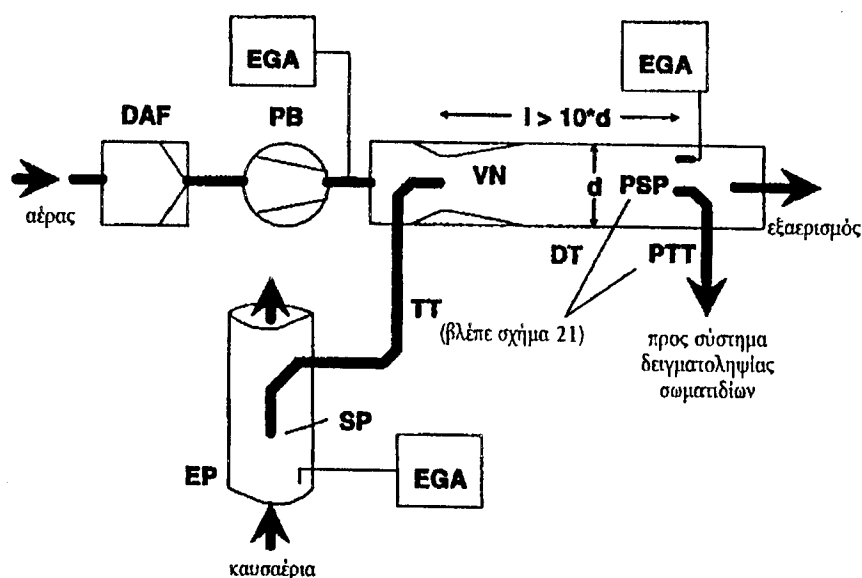 EGA
EGA
DAF
PB
l > 10*d
VN
d
PSP
αέρας
εξαερισμός
DT
PTT
TT
(βλέπε σχήμα 21)
προς σύστημα
δειγματοληψίας
σωματιδίων
SP
EP
EGA
καυσαέρια